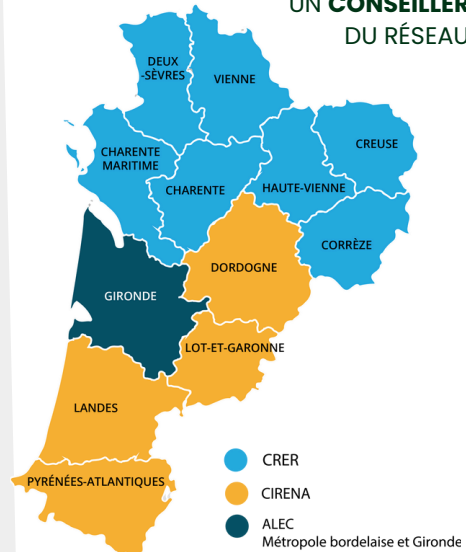 UN CONSEILLER
DU RÉSEAU
DEUX
-SÈVRES
VIENNE
CHARENTE
MARITIME
CREUSE
CHARENTE
HAUTE-VIENNE
CORRÈZE
DORDOGNE
GIRONDE
LOT-ET-GARONNE
LANDES
PYRÉNÉES-ATLANTIQUES
CRER
CIRENA
ALEC
Métropole bordelaise et Gironde